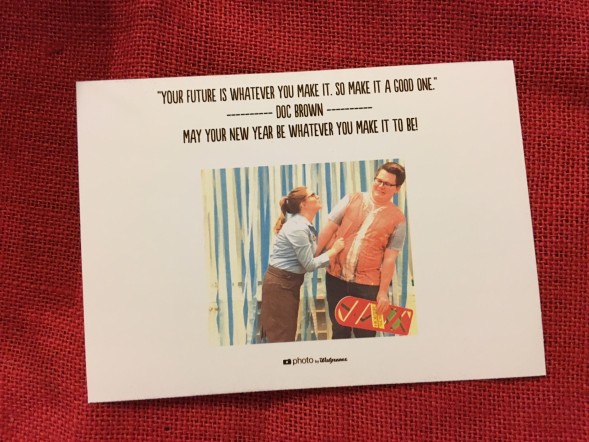 "YOUR FUTURE IS WHATEVER YOU MAKE IT. SO MAKE IT A GOOD ONE."
---------- DOC BROWN ----------
MAY YOUR NEW YEAR BE WHATEVER YOU MAKE IT TO BE!
photo by Walgreens